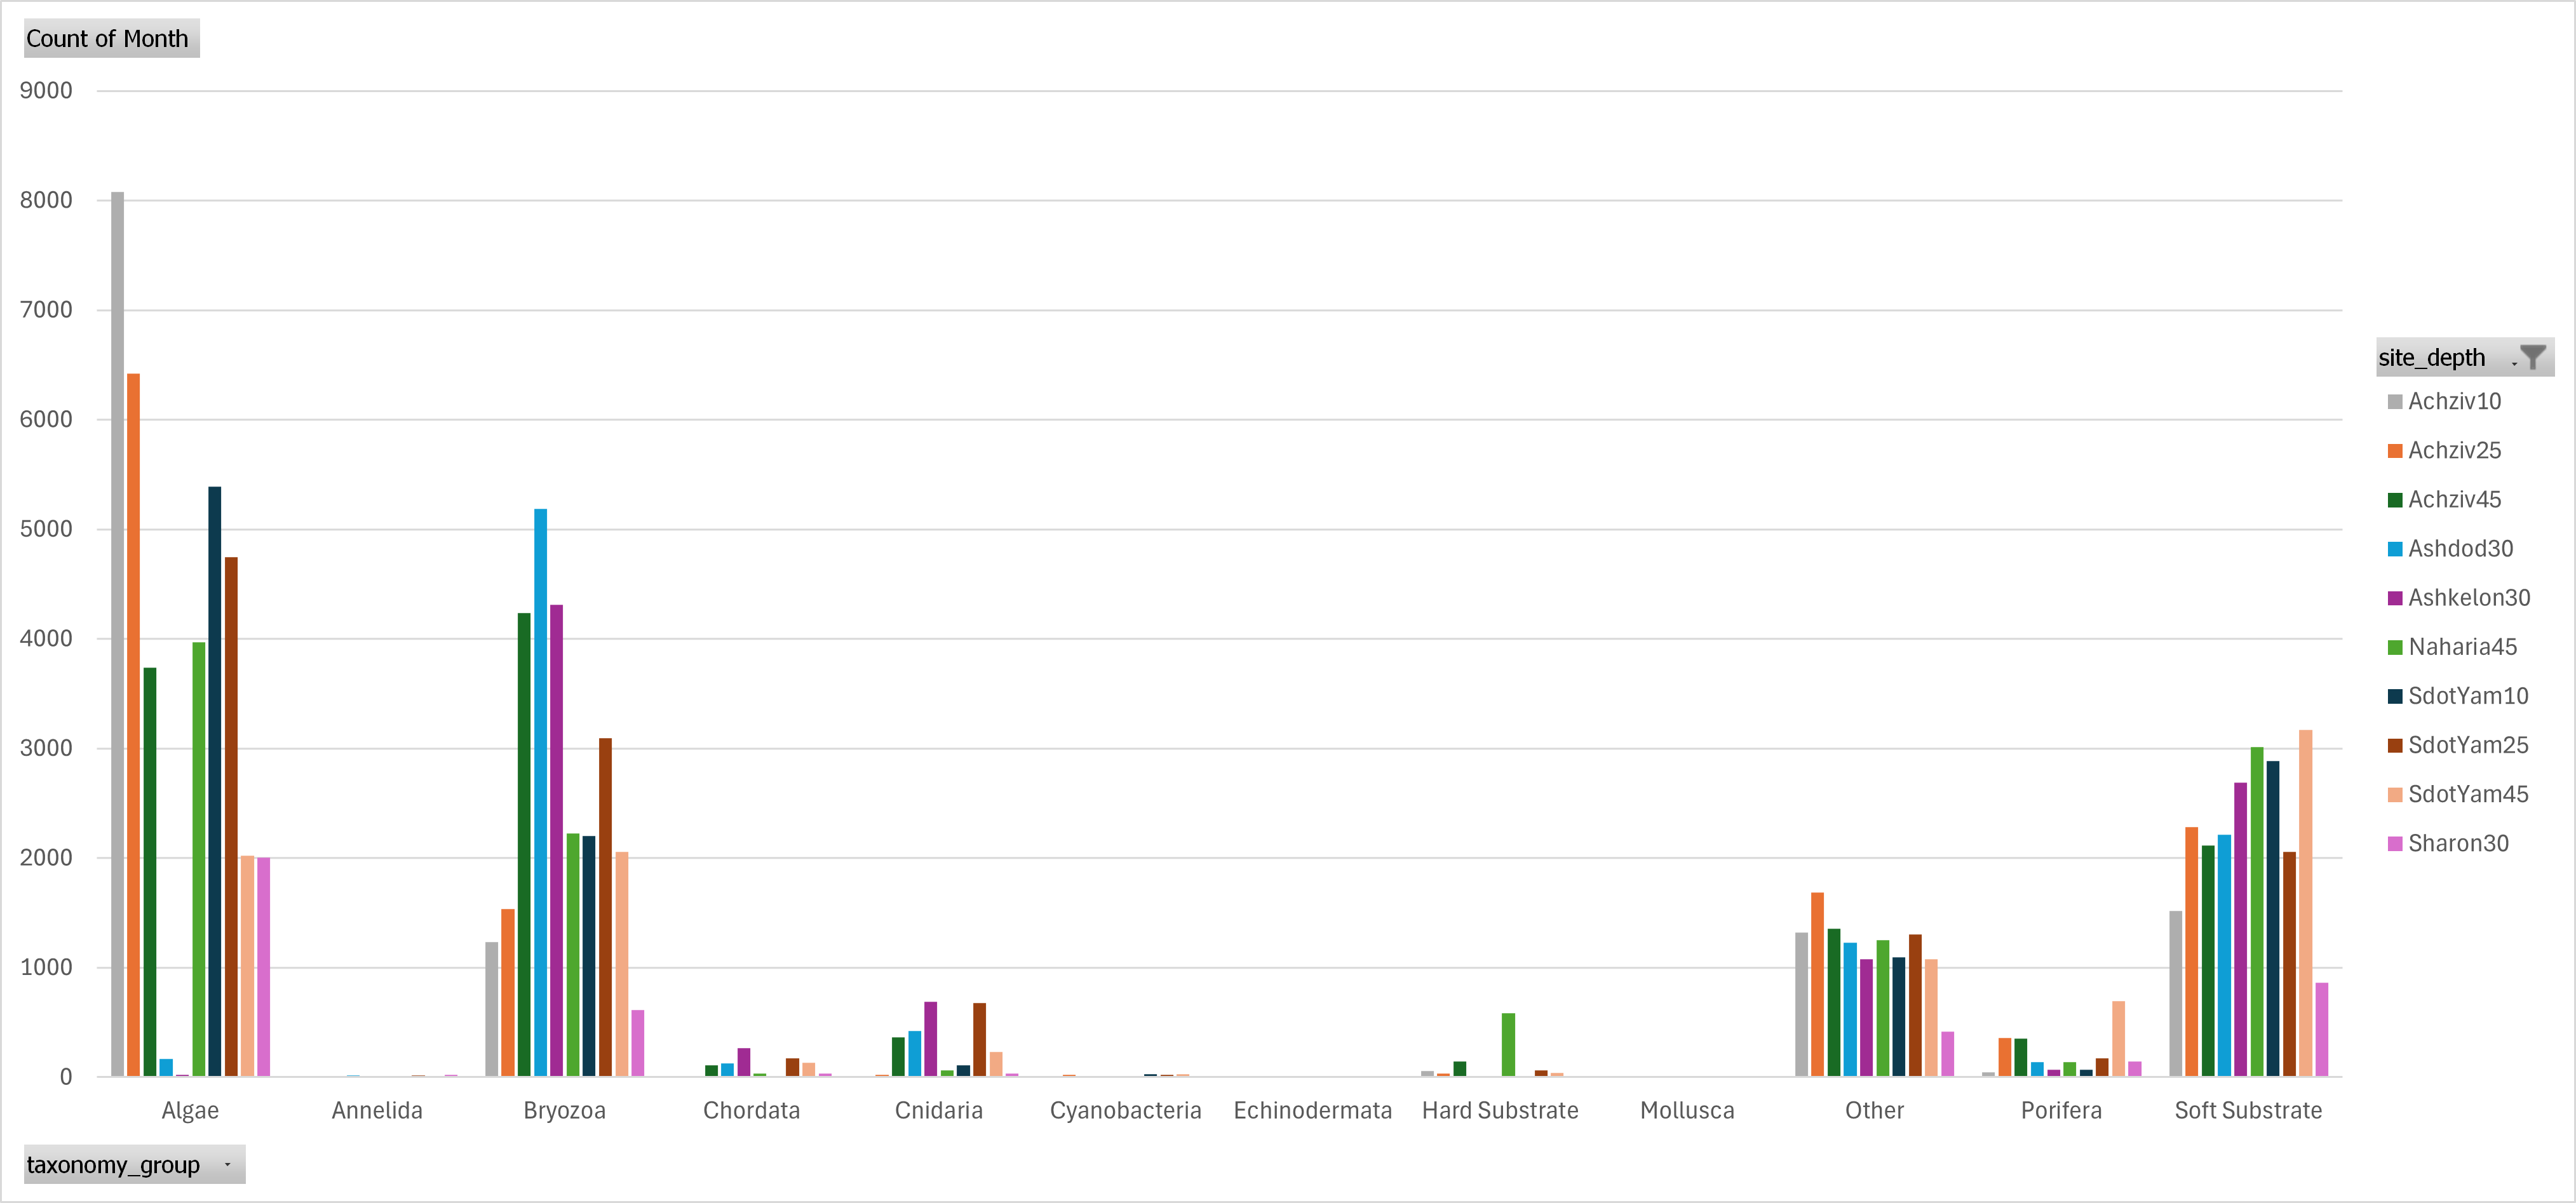 Count of Month
9000
8000
7000
6000
5000
4000
3000
2000
1000
0
Algae Annelida Bryozoa Chordata Cnidaria Cyanobacteria Echinodermata Hard Substrate Mollusca Other Porifera Soft Substrate
taxonomy_group
site_depth
Achziv10
Achziv25
Achziv45
Ashdod30
Ashkelon30
Naharia45
SdotYam10
SdotYam25
SdotYam45
Sharon30